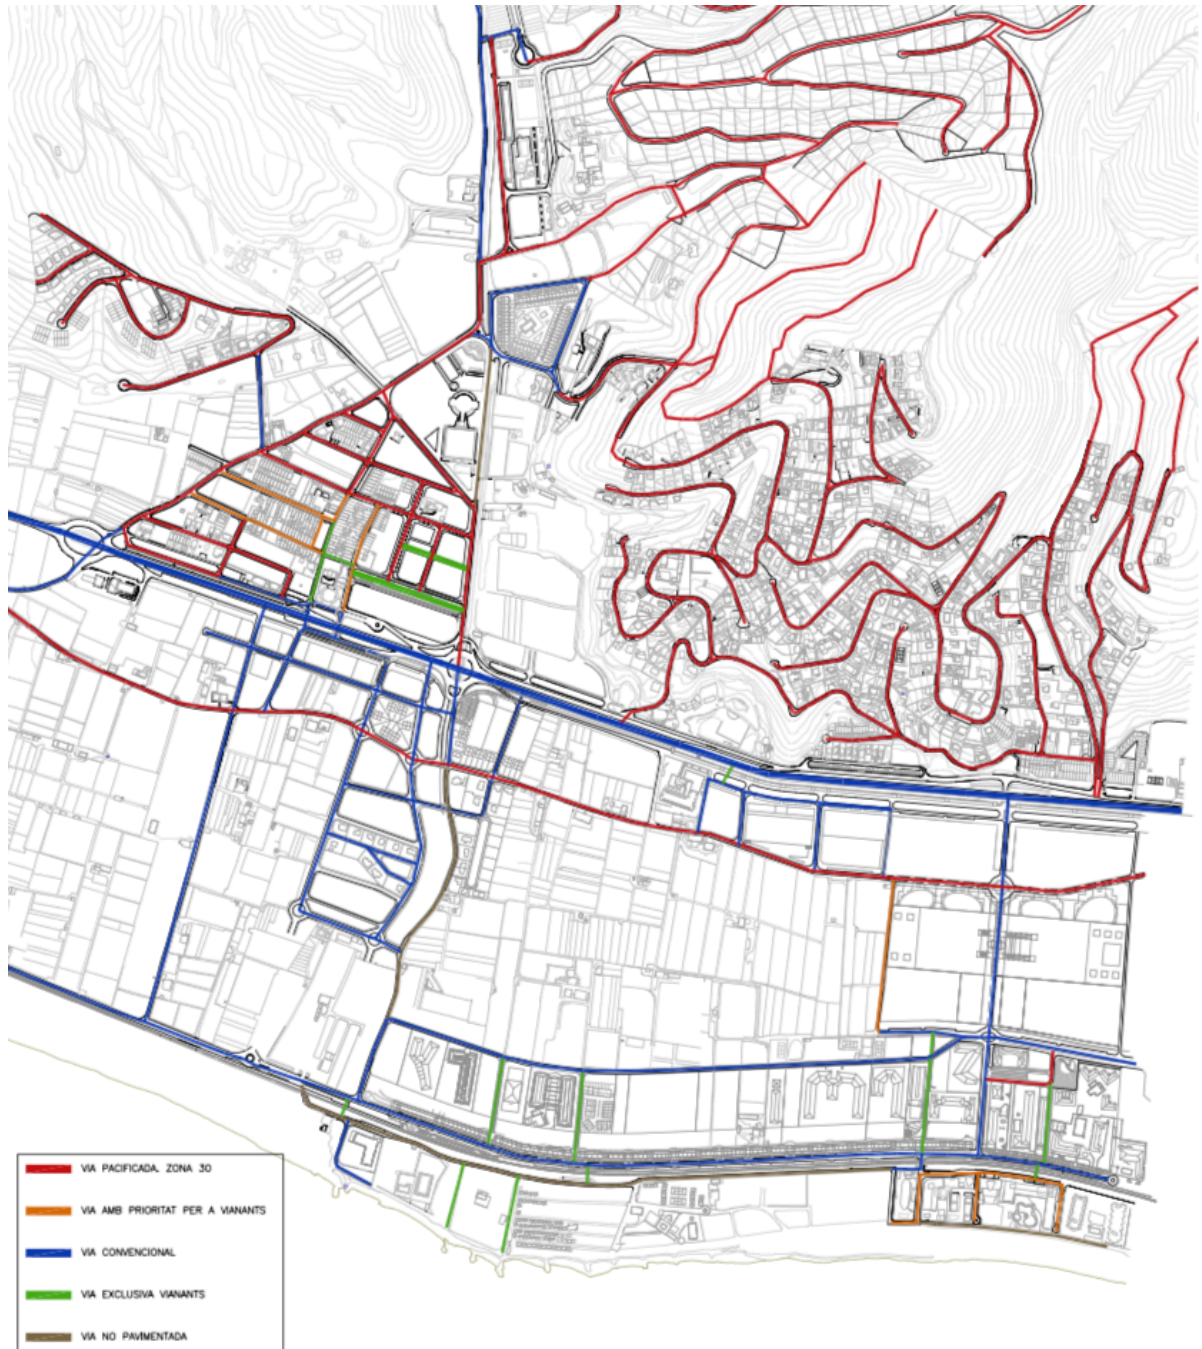 VIA PACIFICADA. ZONA 30
VIA AMB PRIORITAT PER A VIANANTS
VIA CONVENCIONAL
VIA EXCLUSIVA VIANANTS
VIA NO PAVIMENTADA